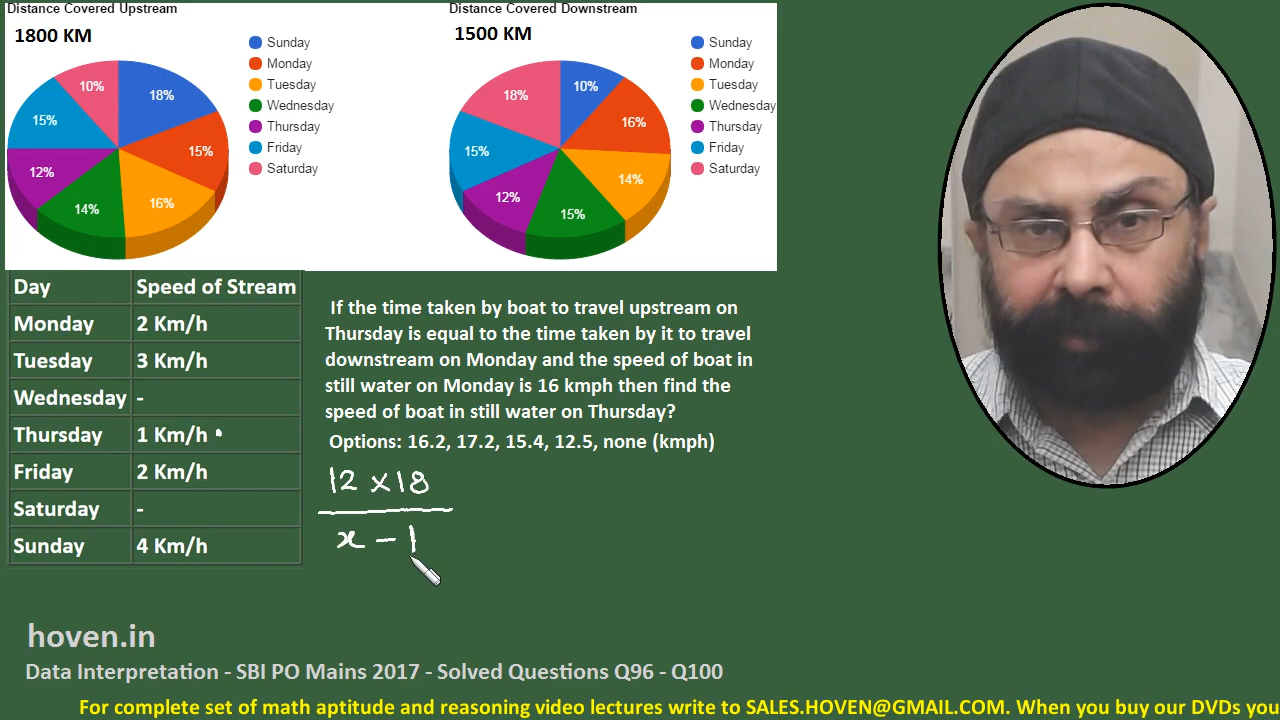 Distance Covered Upstream
1800 KM
Sunday
Monday
Tuesday
Wednesday
Thursday
Friday
Saturday
18%
15%
16%
14%
12%
15%
10%
Distance Covered Downstream
1500 KM
Sunday
Monday
Tuesday
Wednesday
Thursday
Friday
Saturday
10%
16%
14%
15%
12%
15%
18%
Day Speed of Stream
Monday 2 Km/h
Tuesday 3 Km/h
Wednesday -
Thursday 1 Km/h
Friday 2 Km/h
Saturday -
Sunday 4 Km/h
If the time taken by boat to travel upstream on
Thursday is equal to the time taken by it to travel
downstream on Monday and the speed of boat in
still water on Monday is 16 kmph then find the
speed of boat in still water on Thursday?
Options: 16.2, 17.2, 15.4, 12.5, none (kmph)
12 × 18
x - 1
hoven.in
Data Interpretation - SBI PO Mains 2017 - Solved Questions Q96 - Q100
For complete set of math aptitude and reasoning video lectures write to SALES.HOVEN@GMAIL.COM. When you buy our DVDs you